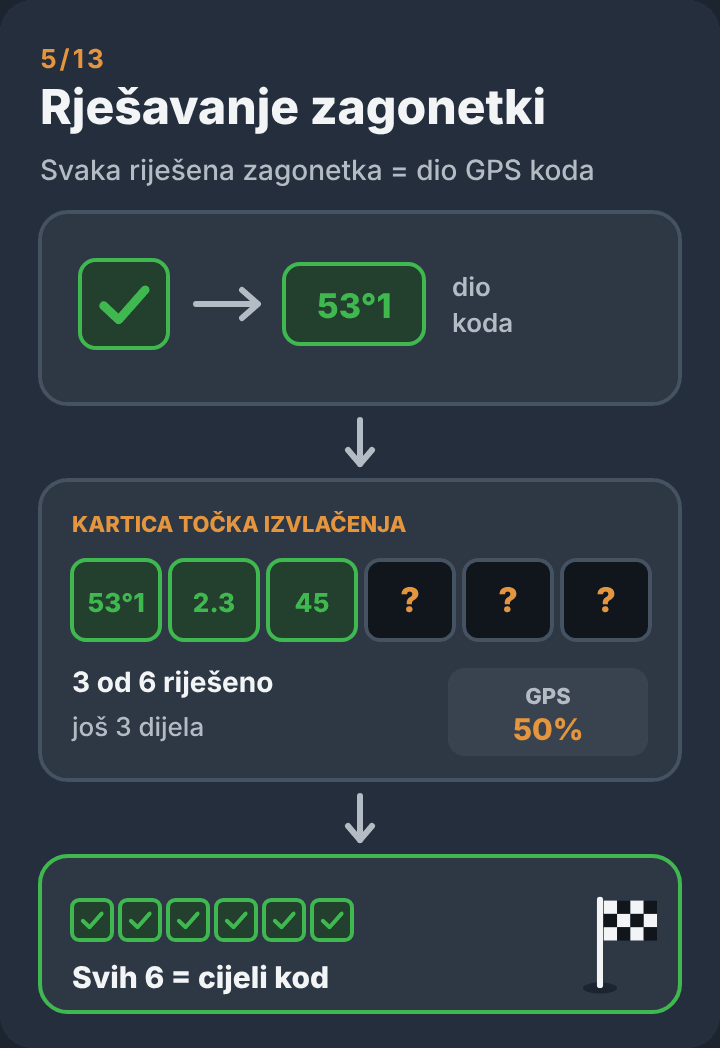 5/13
Rješavanje zagonetki
Svaka riješena zagonetka = dio GPS koda
53°1
dio
koda
KARTICA TOČKA IZVLAČENJA
53°1 2.3 45 ? ? ?
3 od 6 riješeno
još 3 dijela
GPS
50%
Svih 6 = cijeli kod